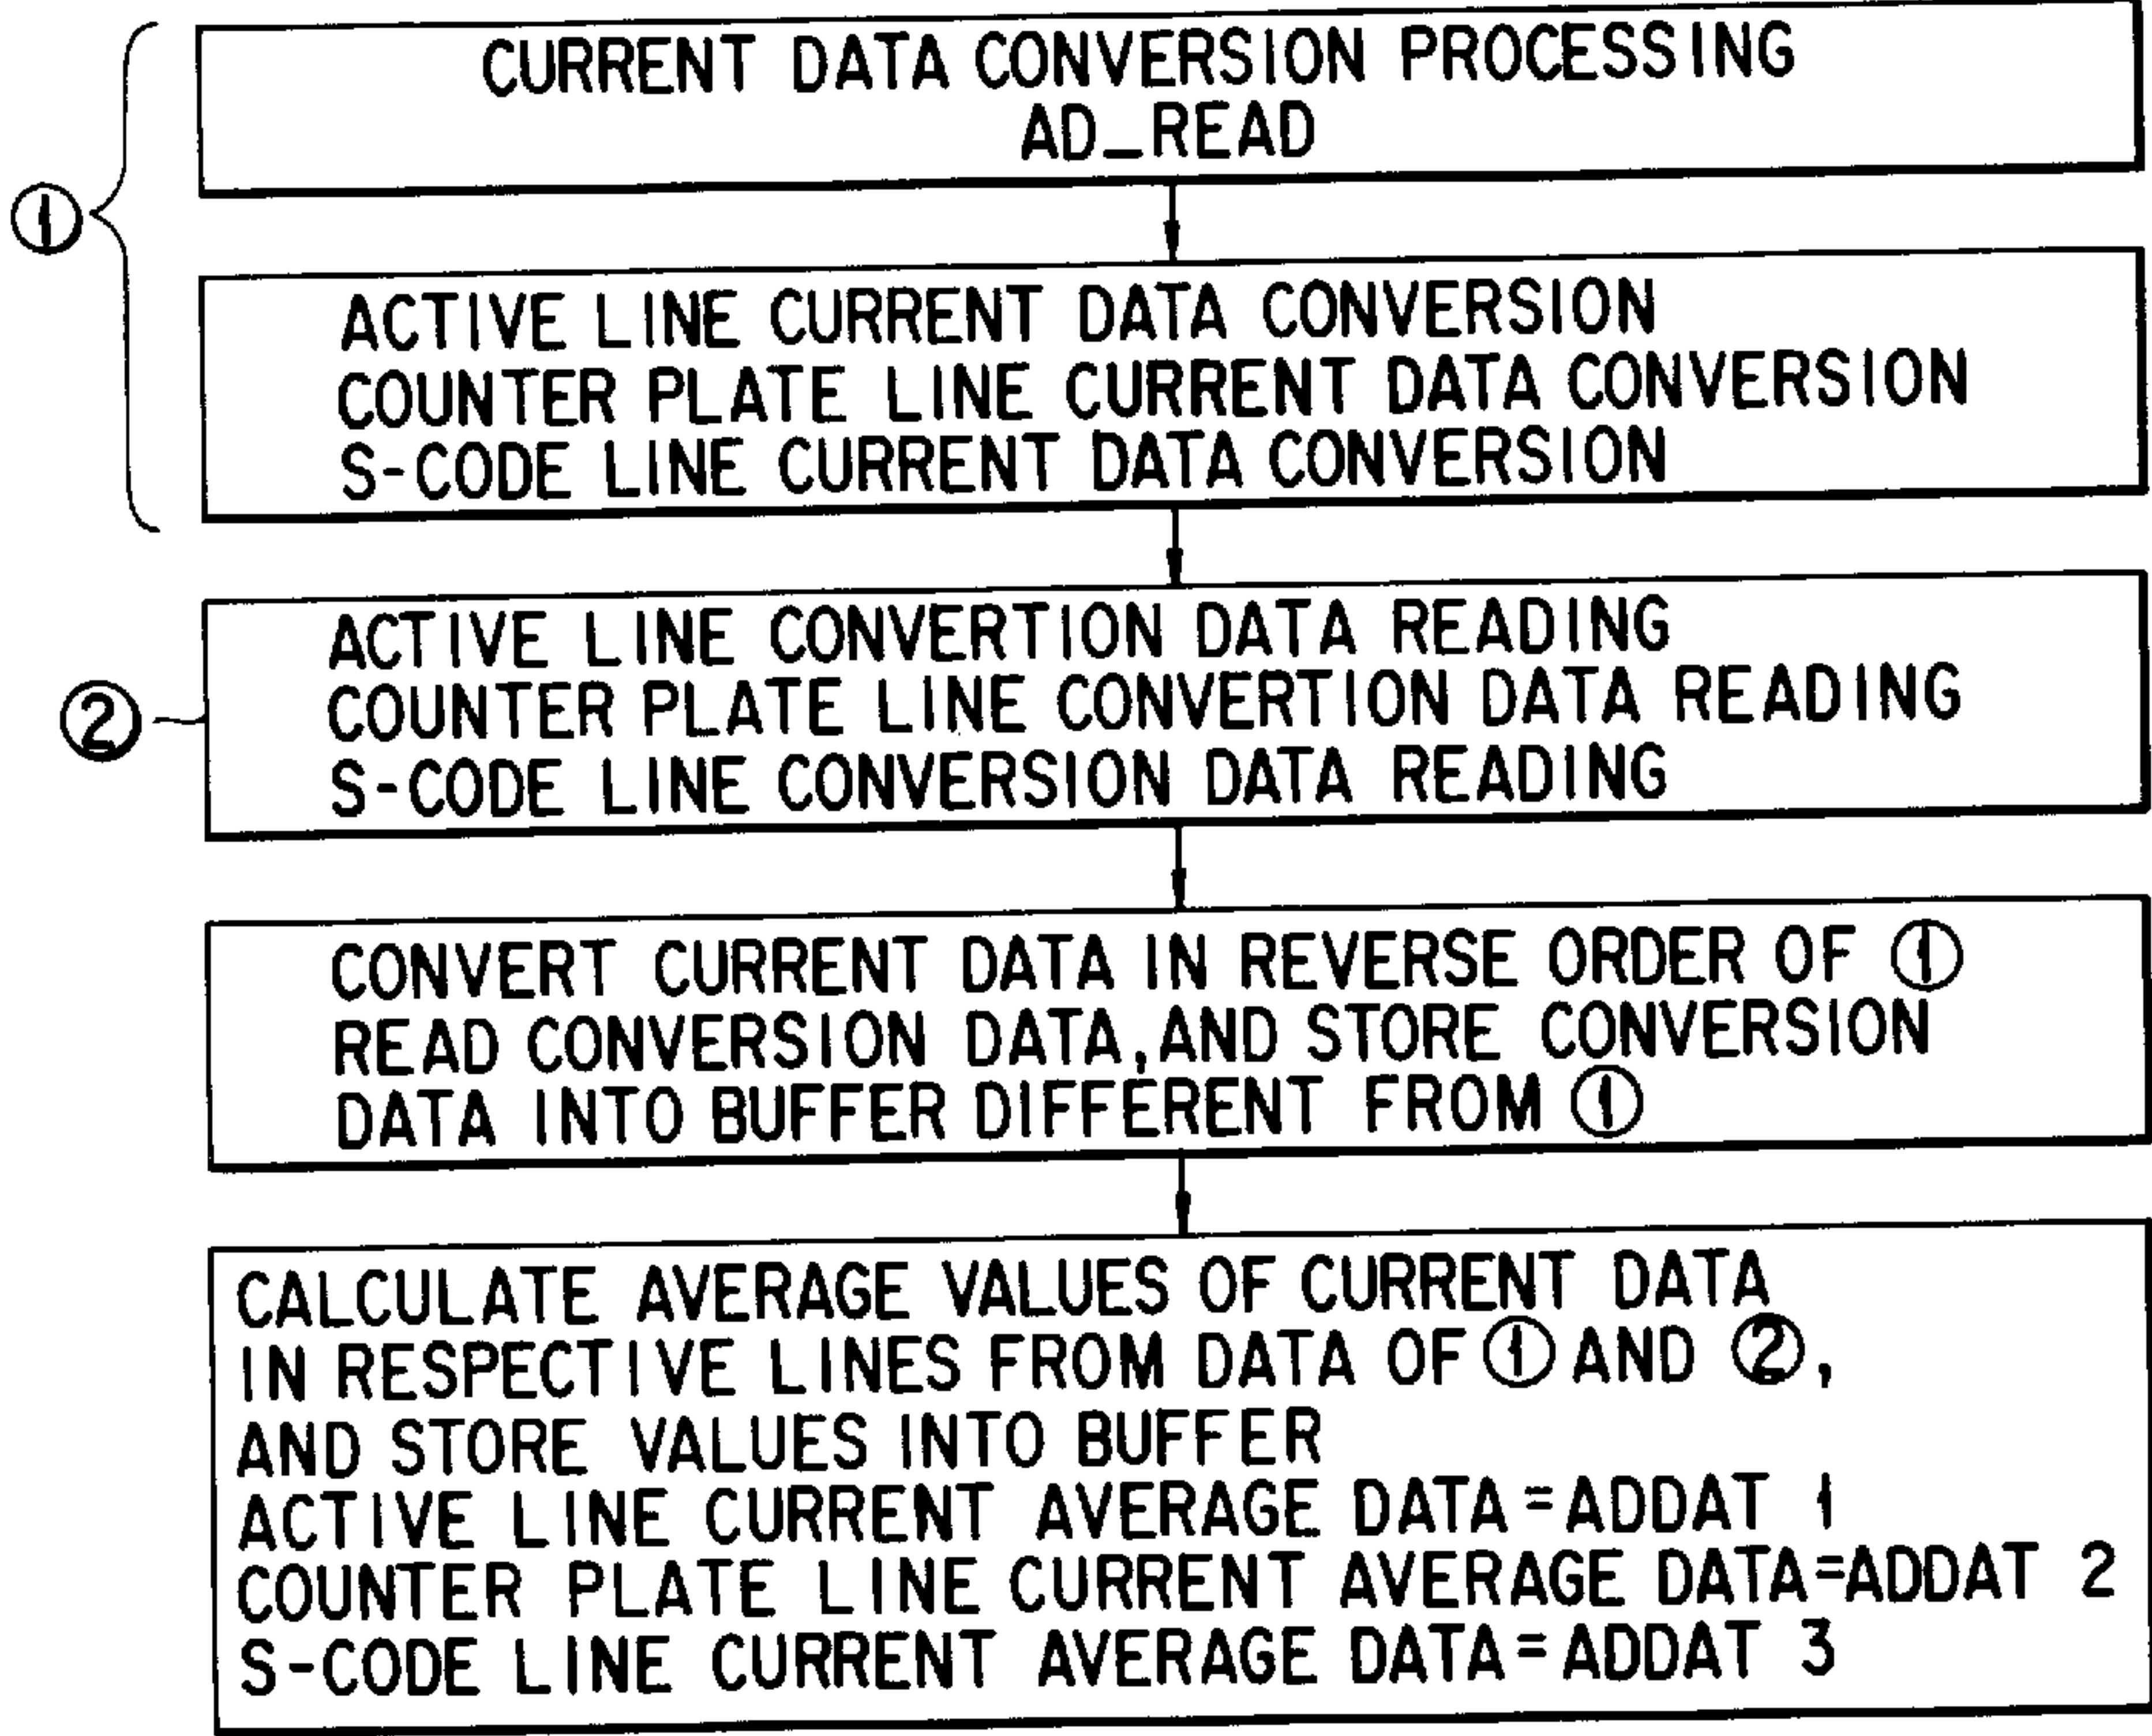 CURRENT DATA CONVERSION PROCESSING
AD_READ
①
ACTIVE LINE CURRENT DATA CONVERSION
COUNTER PLATE LINE CURRENT DATA CONVERSION
S-CODE LINE CURRENT DATA CONVERSION
ACTIVE LINE CONVERTION DATA READING
COUNTER PLATE LINE CONVERTION DATA READING
②
S-CODE LINE CONVERSION DATA READING
CONVERT CURRENT DATA IN REVERSE ORDER OF ①
READ CONVERSION DATA, AND STORE CONVERSION
DATA INTO BUFFER DIFFERENT FROM ①
CALCULATE AVERAGE VALUES OF CURRENT DATA
IN RESPECTIVE LINES FROM DATA OF ① AND ②,
AND STORE VALUES INTO BUFFER
ACTIVE LINE CURRENT AVERAGE DATA=ADDAT 1
COUNTER PLATE LINE CURRENT AVERAGE DATA=ADDAT 2
S-CODE LINE CURRENT AVERAGE DATA=ADDAT 3